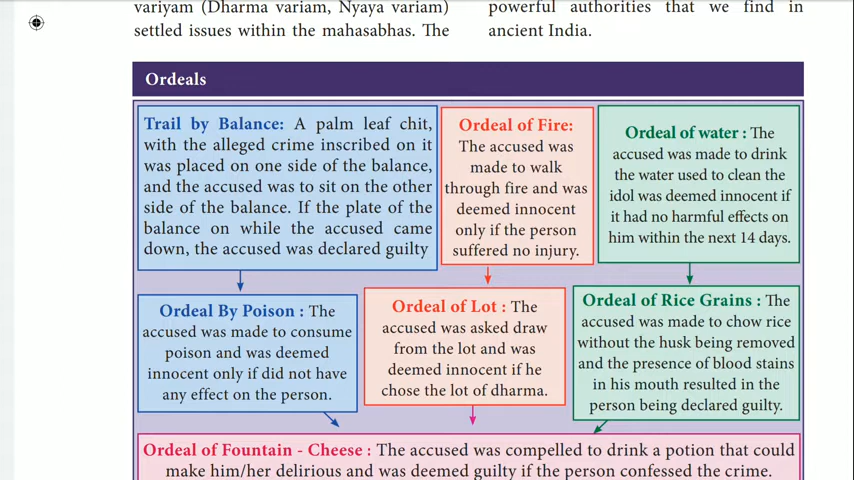 variyam (Dharma variam, Nyaya variam)
settled issues within the mahasabhas. The
powerful authorities that we find in
ancient India.
Ordeals
Trail by Balance: A palm leaf chit,
with the alleged crime inscribed on it
was placed on one side of the balance,
and the accused was to sit on the other
side of the balance. If the plate of the
balance on while the accused came
down, the accused was declared guilty
Ordeal of Fire:
The accused was
made to walk
through fire and was
deemed innocent
only if the person
suffered no injury.
Ordeal of water : The
accused was made to drink
the water used to clean the
idol was deemed innocent if
it had no harmful effects on
him within the next 14 days.
Ordeal By Poison : The
accused was made to consume
poison and was deemed
innocent only if did not have
any effect on the person.
Ordeal of Lot : The
accused was asked draw
from the lot and was
deemed innocent if he
chose the lot of dharma.
Ordeal of Rice Grains : The
accused was made to chow rice
without the husk being removed
and the presence of blood stains
in his mouth resulted in the
person being declared guilty.
Ordeal of Fountain - Cheese : The accused was compelled to drink a potion that could
make him/her delirious and was deemed guilty if the person confessed the crime.